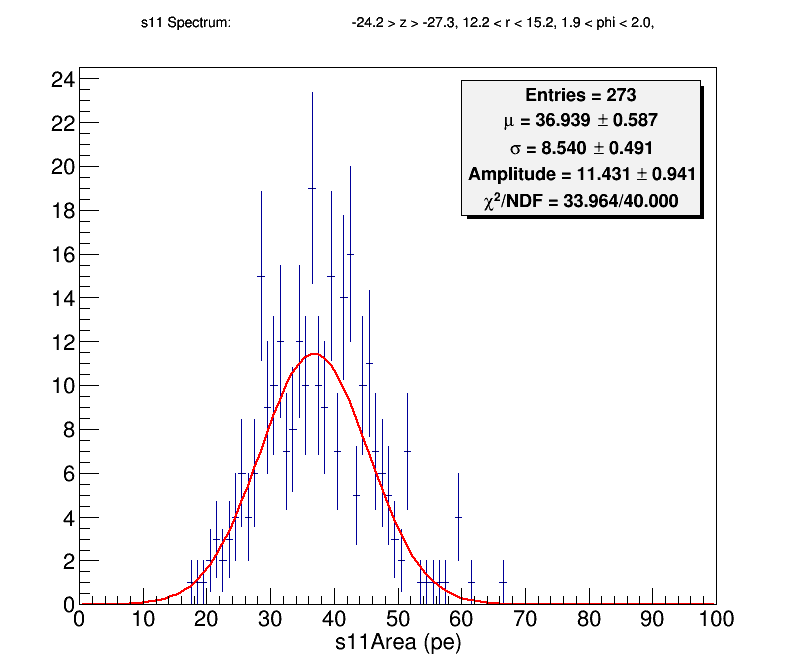 s11 Spectrum: -24.2 > z > -27.3, 12.2 < r < 15.2, 1.9 < phi < 2.0,
Entries = 273
μ = 36.939 ± 0.587
σ = 8.540 ± 0.491
Amplitude = 11.431 ± 0.941
χ²/NDF = 33.964/40.000
24
22
20
18
16
14
12
10
8
6
4
2
0
0 10 20 30 40 50 60 70 80 90 100
s11Area (pe)